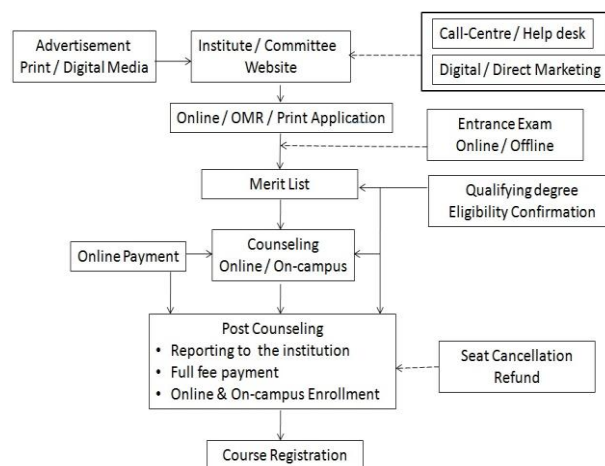 Advertisement
Print / Digital Media
Institute / Committee
Website
Call-Centre / Help desk
Digital / Direct Marketing
Online / OMR / Print Application
Entrance Exam
Online / Offline
Merit List
Qualifying degree
Eligibility Confirmation
Online Payment
Counseling
Online / On-campus
Post Counseling
• Reporting to the institution
• Full fee payment
• Online & On-campus Enrollment
Seat Cancellation
Refund
Course Registration